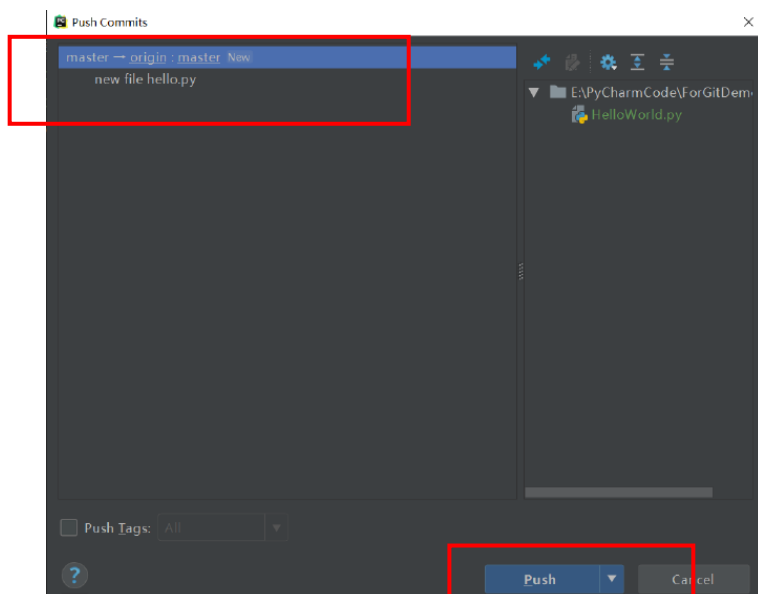 Push Commits
master → origin : master New
new file hello.py
E:\PyCharmCode\ForGitDem
HelloWorld.py
Push Tags: All
?
Push
Cancel